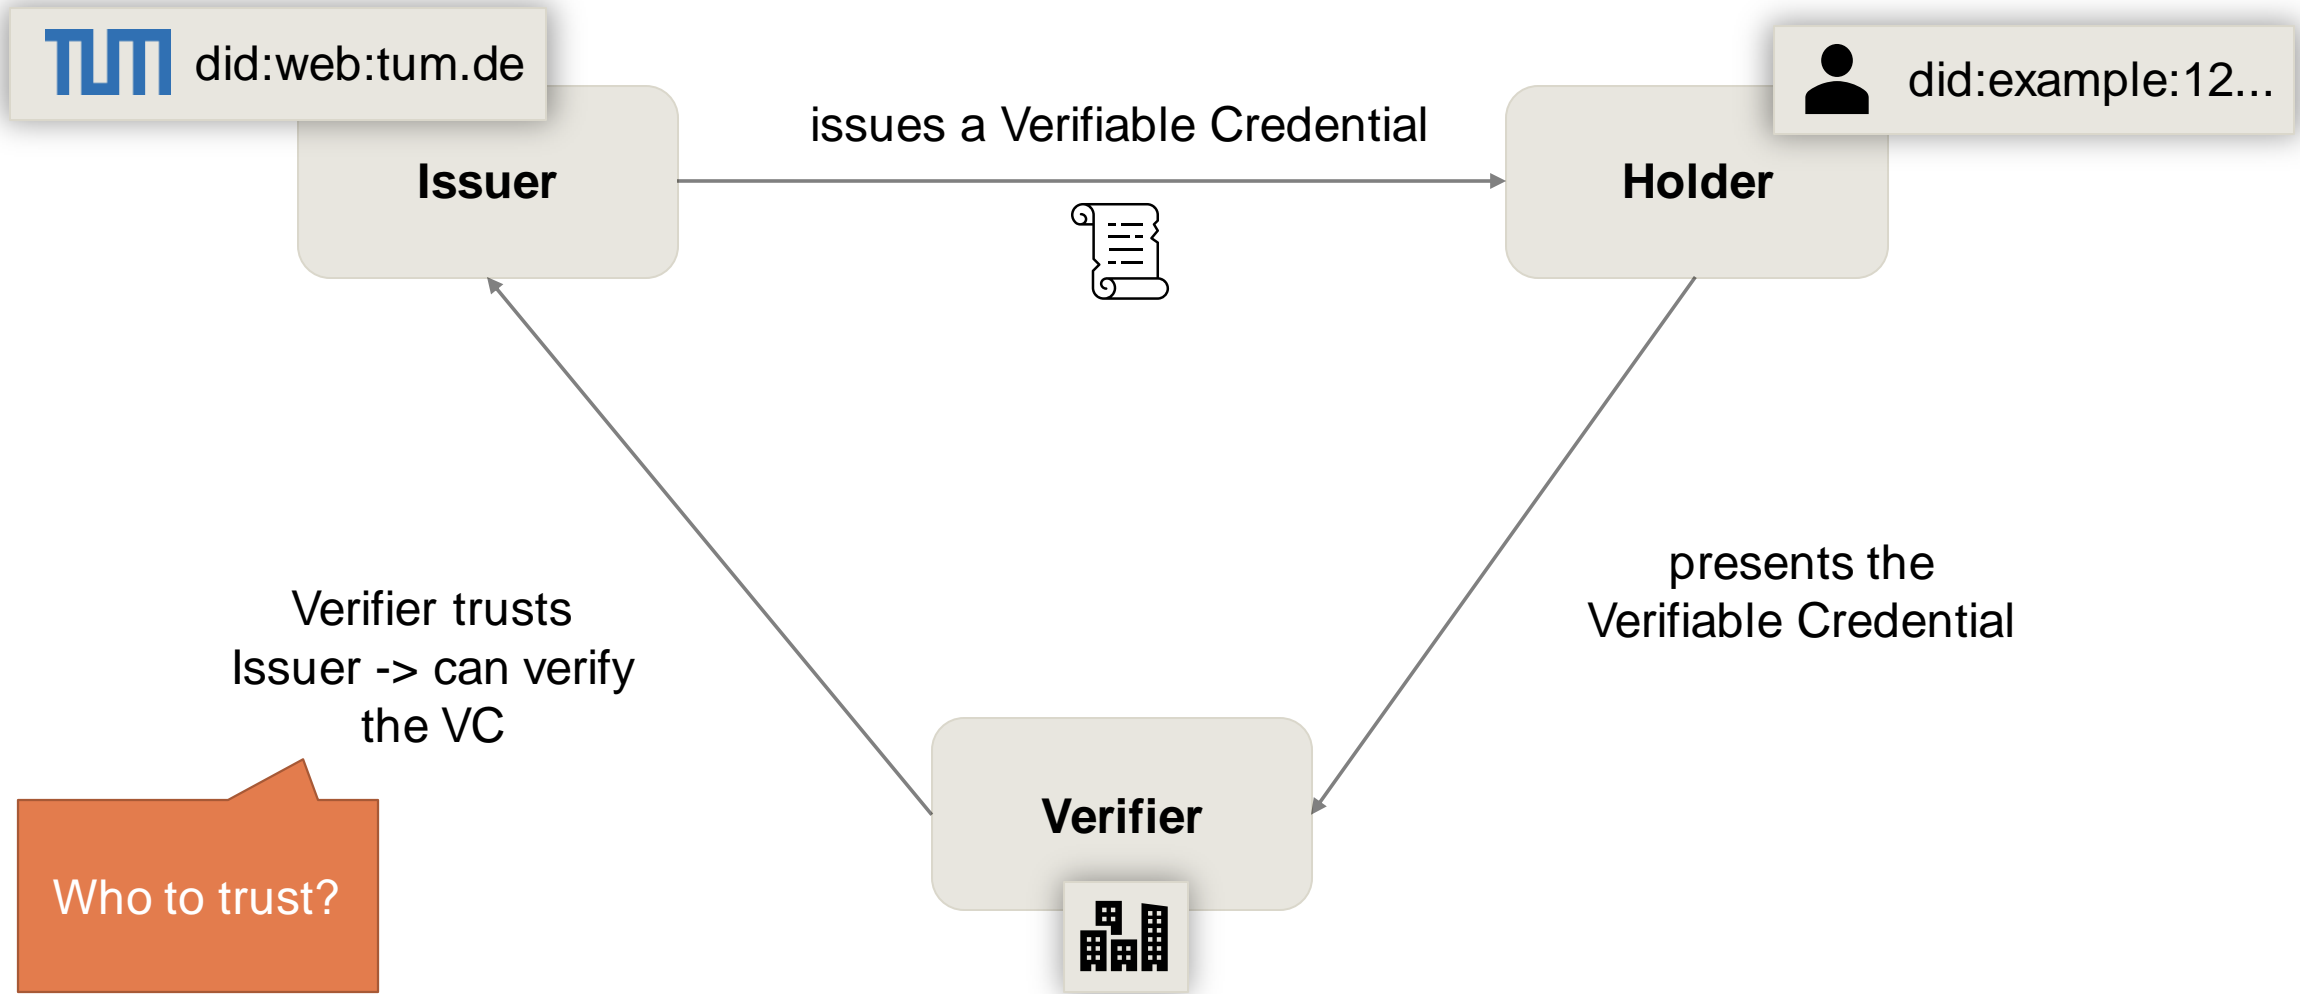 TUM did:web:tum.de
did:example:12...
issues a Verifiable Credential
Issuer
Holder
presents the
Verifiable Credential
Verifier trusts
Issuer -> can verify
the VC
Verifier
Who to trust?